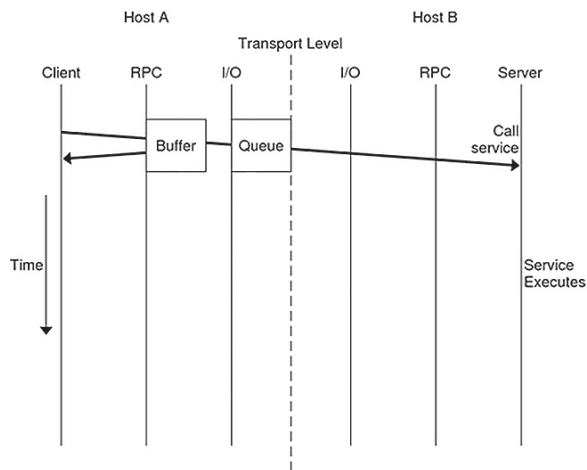 Host A
Host B
Transport Level
Client
RPC
I/O
I/O
RPC
Server
Buffer
Queue
Call
service
Time
Service
Executes